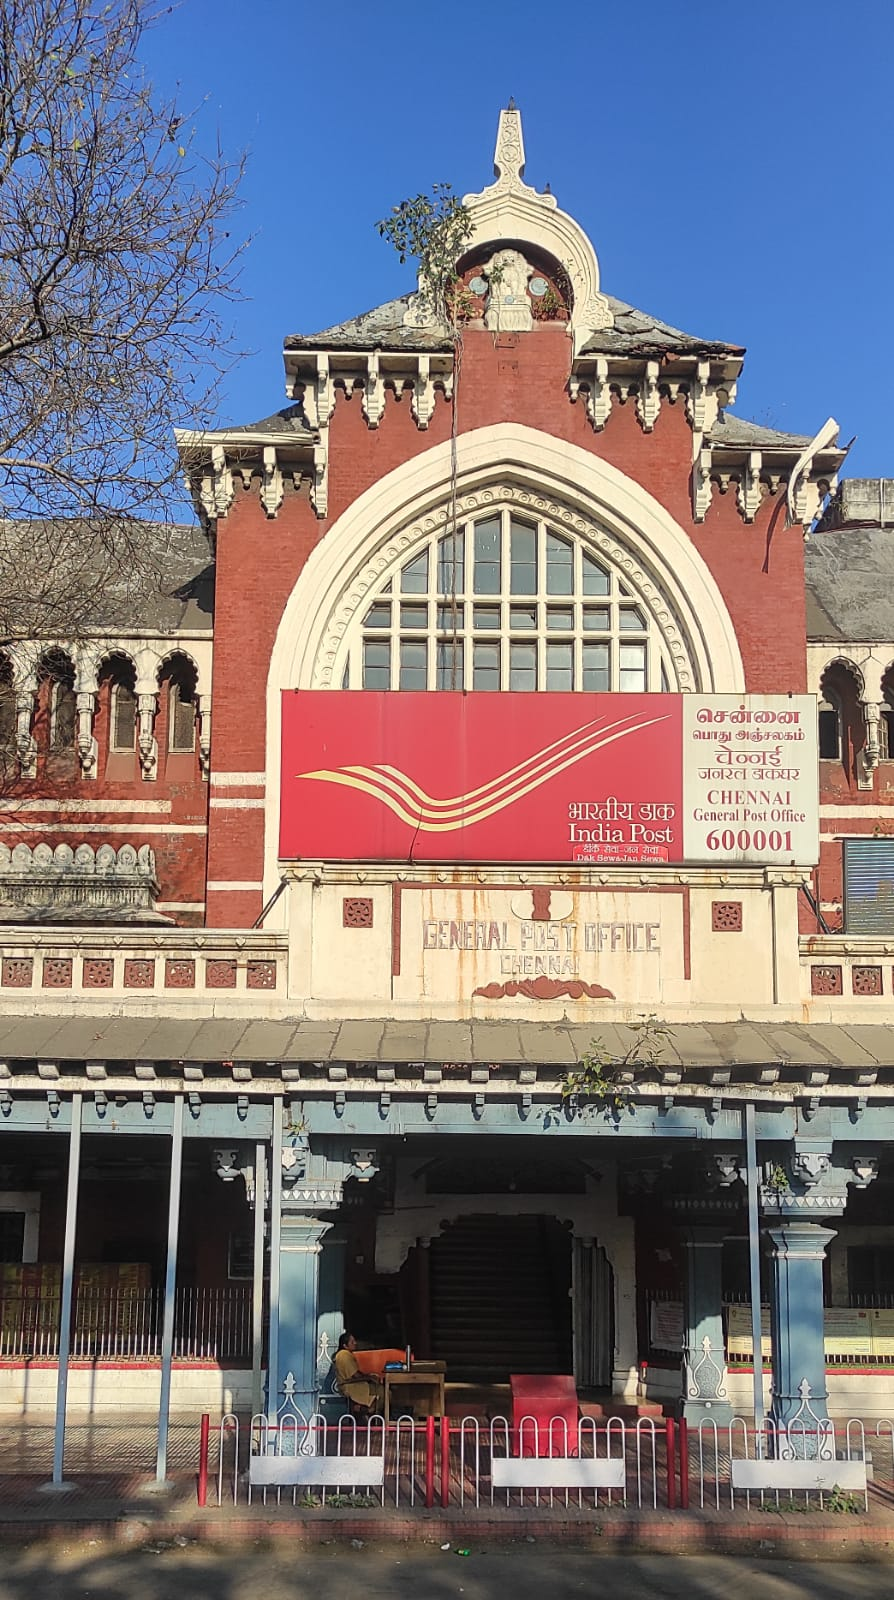 भारतीय डाक
India Post
डाक सेवा-जन सेवा
Dak Sewa-Jan Sewa
சென்னை
பொது அஞ்சலகம்
चेन्नई
जनरल डाकघर
CHENNAI
General Post Office
600001
GENERAL POST OFFICE
CHENNAI